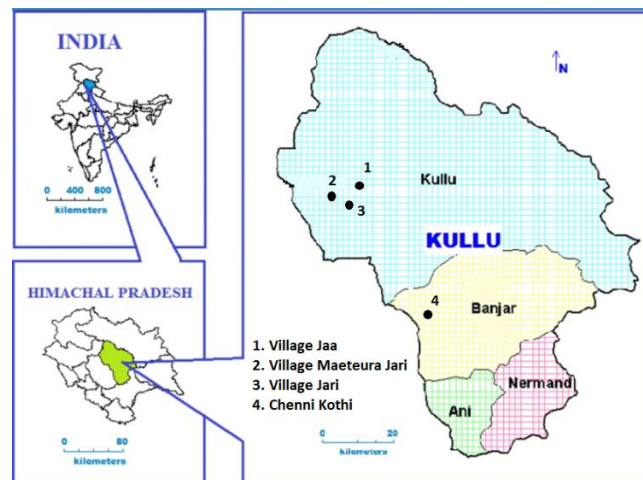 INDIA
0 400 800
kilometers
HIMACHAL PRADESH
0 80
kilometers
N
1
2
3
Kullu
KULLU
4
Banjar
1. Village Jaa
2. Village Maeteura Jari
3. Village Jari
4. Chenni Kothi
Nermand
Ani
0 10 20
kilometers